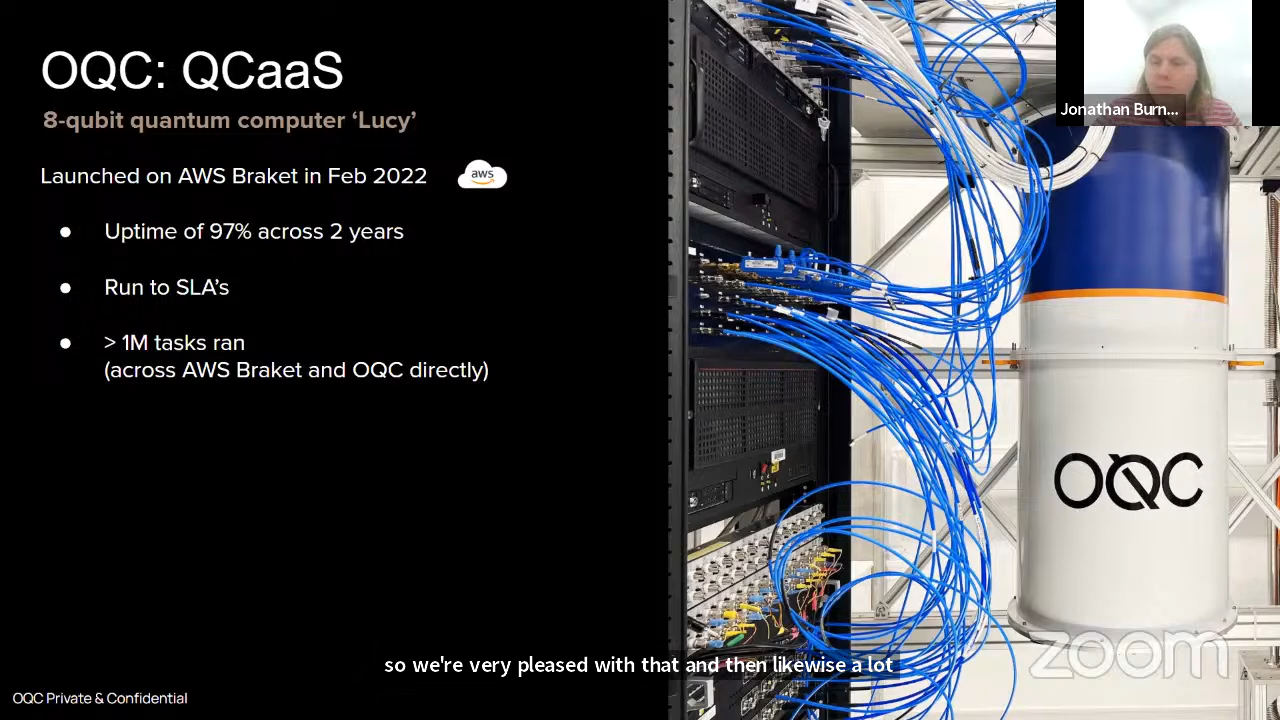 OQC: QCaaS
8-qubit quantum computer ‘Lucy’
Launched on AWS Braket in Feb 2022
aws
Uptime of 97% across 2 years
Run to SLA’s
> 1M tasks ran
(across AWS Braket and OQC directly)
Jonathan Burn...
OQC
zoom
so we're very pleased with that and then likewise a lot
OQC Private & Confidential